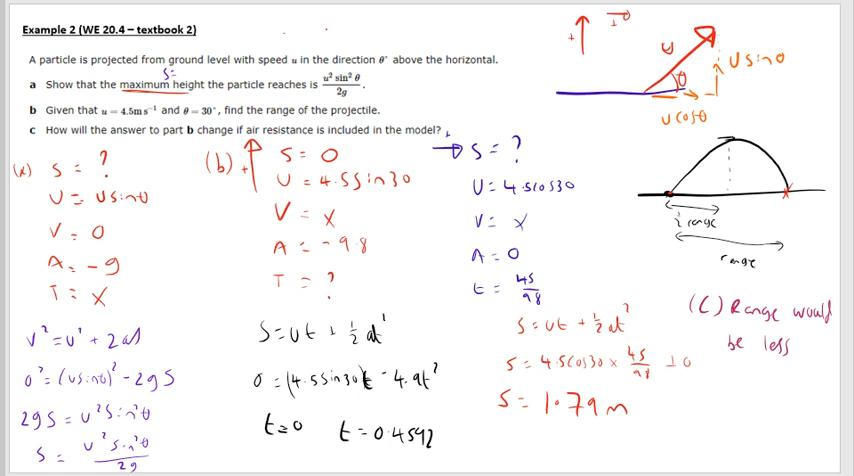 Example 2 (WE 20.4 – textbook 2)
A particle is projected from ground level with speed u in the direction θ° above the horizontal.
s=
a Show that the maximum height the particle reaches is u² sin² θ / 2g.
b Given that u = 4.5 m s⁻¹ and θ = 30°, find the range of the projectile.
c How will the answer to part b change if air resistance is included in the model?
+
u
θ
usinθ
ucosθ
½ range
range
(a) s = ?
u = usinθ
v = 0
A = -g
T = x
v² = u² + 2as
0² = (usinθ)² - 2gs
2gs = u²sin²θ
s = u²sin²θ / 2g
(b) +
s = 0
u = 4.5sin30
v = x
A = -9.8
T = ?
s = ut + ½at²
0 = (4.5sin30)t - 4.9t²
t=0 t = 0.4592
→ s = ?
u = 4.5cos30
v = x
A = 0
t = 45/98
s = ut + ½at²
s = 4.5cos30 × 45/98 + 0
s = 1.79m
(c) Range would
be less